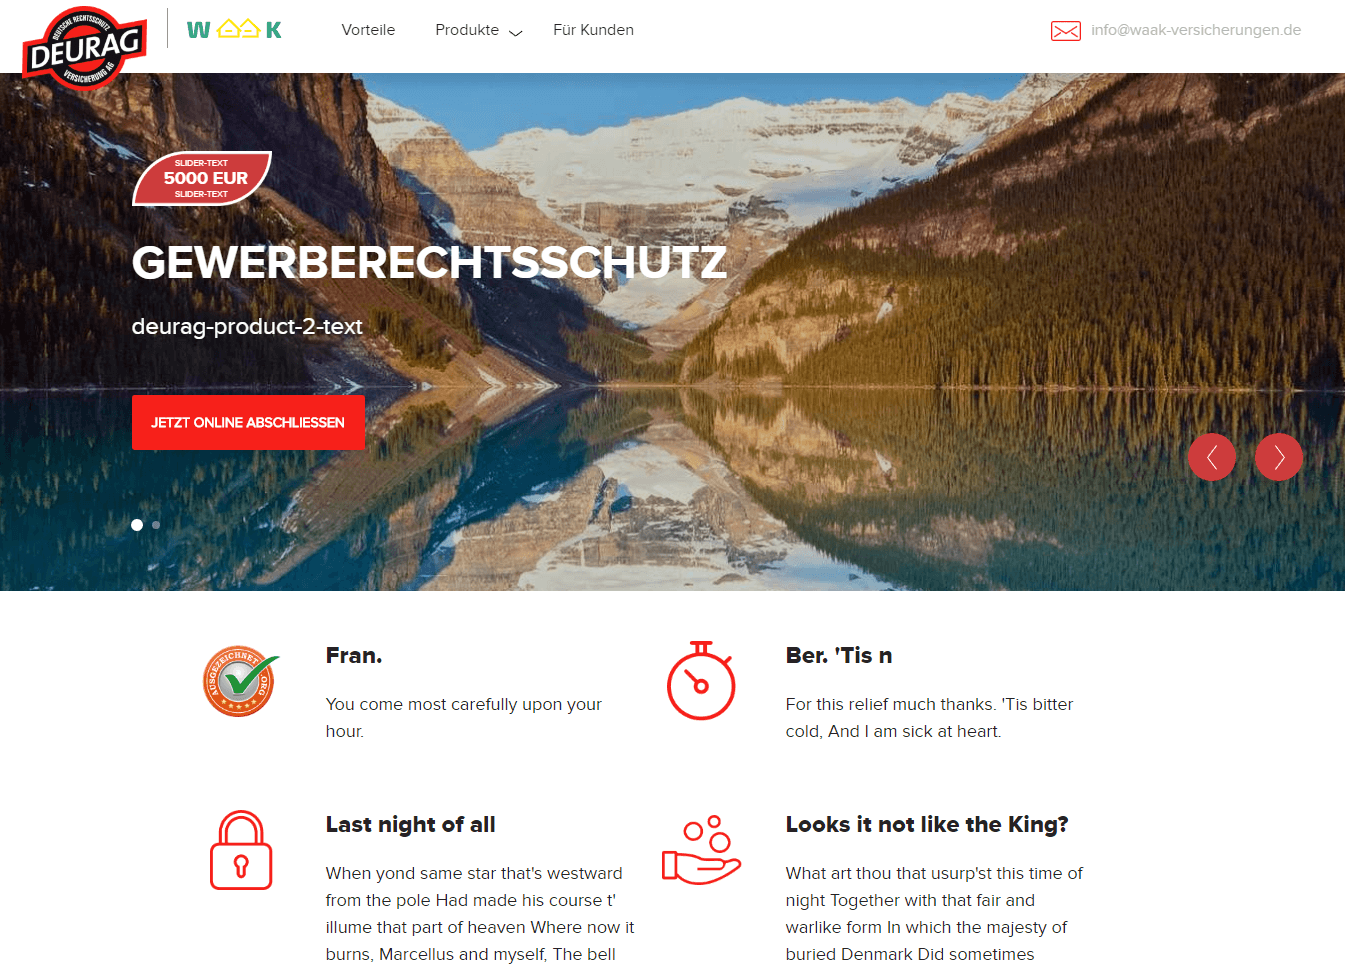 DEUTSCHE RECHTSSCHUTZ
DEURAG
VERSICHERUNG AG
W K
Vorteile
Produkte
Für Kunden
info@waak-versicherungen.de
SLIDER-TEXT
5000 EUR
SLIDER-TEXT
GEWERBERECHTSSCHUTZ
deurag-product-2-text
JETZT ONLINE ABSCHLIESSEN
AUSGEZEICHNET
.ORG
Fran.
You come most carefully upon your
hour.
Ber. 'Tis n
For this relief much thanks. 'Tis bitter
cold, And I am sick at heart.
Last night of all
When yond same star that's westward
from the pole Had made his course t'
illume that part of heaven Where now it
burns, Marcellus and myself, The bell
Looks it not like the King?
What art thou that usurp'st this time of
night Together with that fair and
warlike form In which the majesty of
buried Denmark Did sometimes